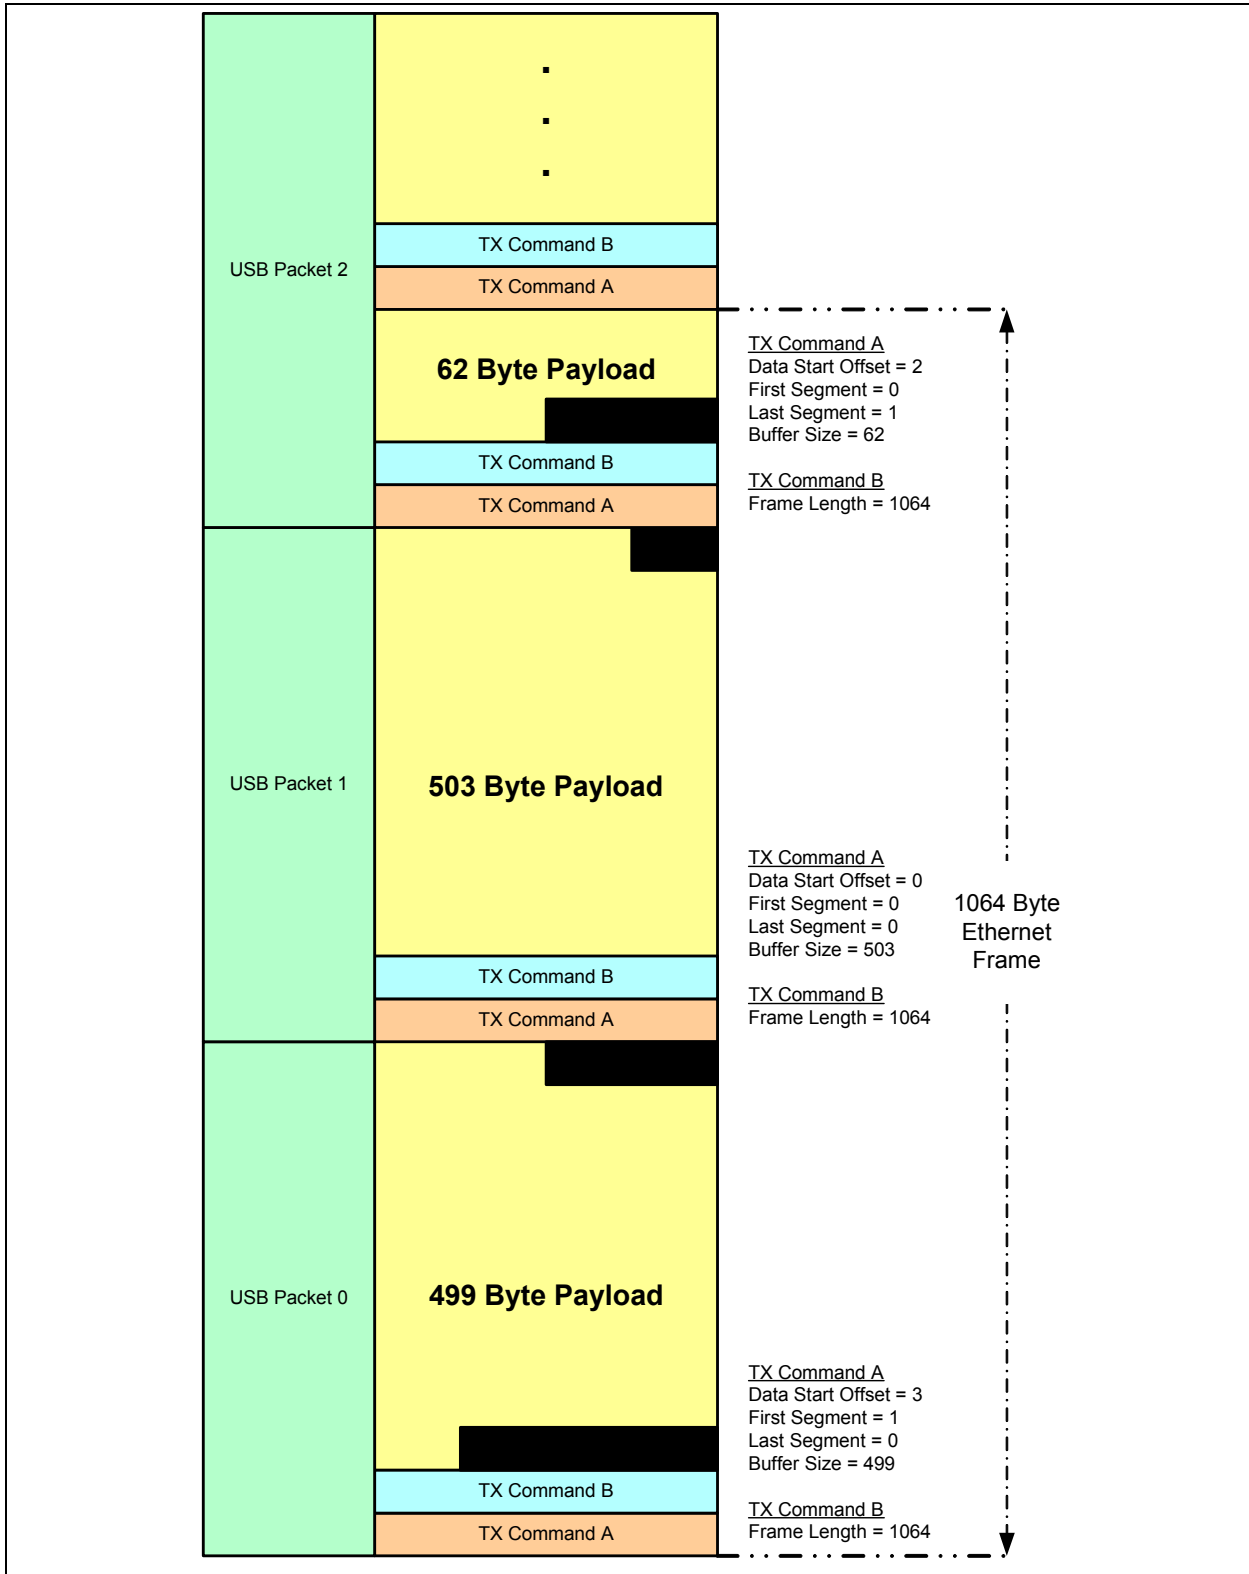 TX Command B
USB Packet 2
TX Command A
62 Byte Payload
TX Command A
Data Start Offset = 2
First Segment = 0
Last Segment = 1
Buffer Size = 62
TX Command B
TX Command B
Frame Length = 1064
TX Command A
USB Packet 1
503 Byte Payload
TX Command A
Data Start Offset = 0
First Segment = 0
Last Segment = 0
Buffer Size = 503
1064 Byte
Ethernet
Frame
TX Command B
TX Command B
Frame Length = 1064
TX Command A
USB Packet 0
499 Byte Payload
TX Command A
Data Start Offset = 3
First Segment = 1
Last Segment = 0
Buffer Size = 499
TX Command B
TX Command B
Frame Length = 1064
TX Command A